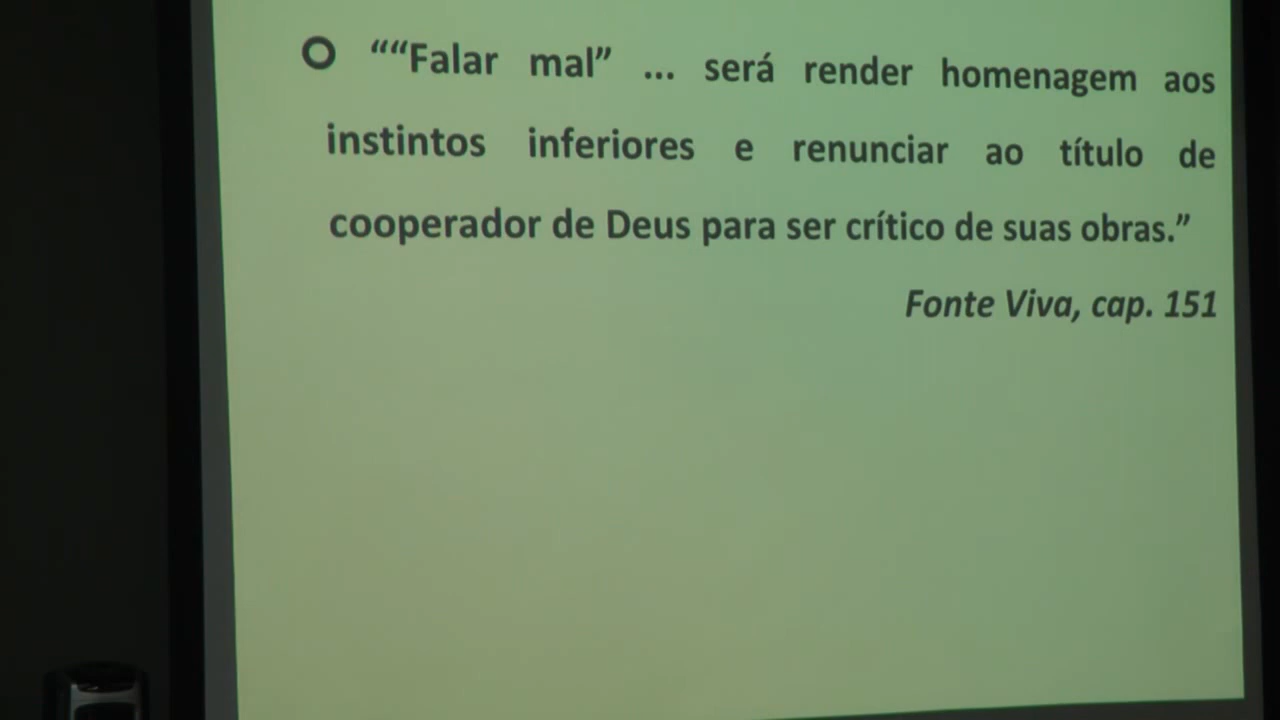 ““Falar mal” ... será render homenagem aos
instintos inferiores e renunciar ao título de
cooperador de Deus para ser crítico de suas obras.”
Fonte Viva, cap. 151